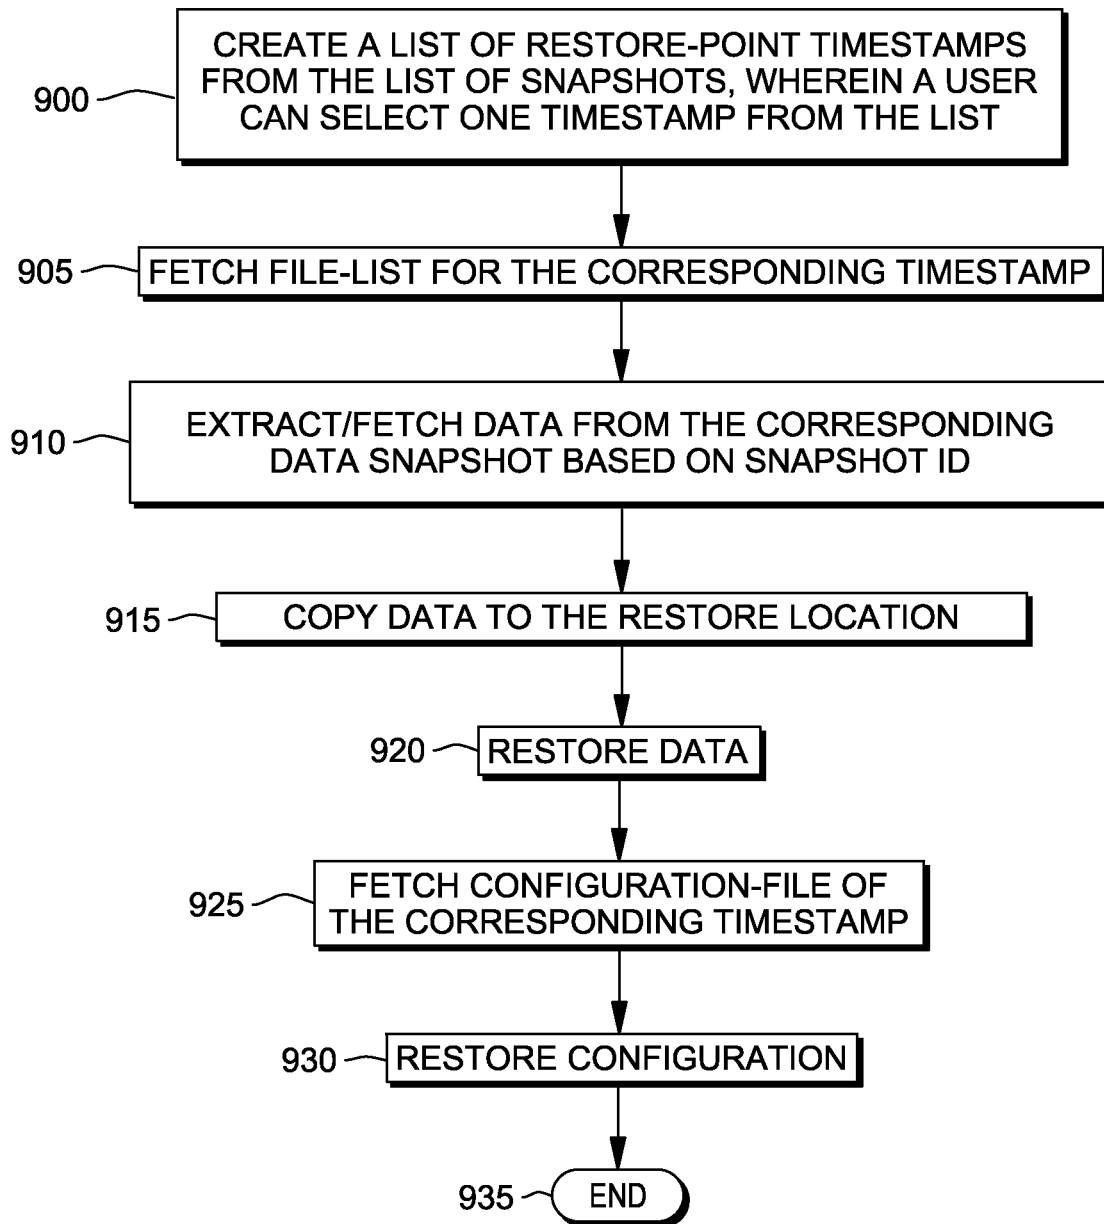 CREATE A LIST OF RESTORE-POINT TIMESTAMPS
FROM THE LIST OF SNAPSHOTS, WHEREIN A USER
CAN SELECT ONE TIMESTAMP FROM THE LIST
900
905
FETCH FILE-LIST FOR THE CORRESPONDING TIMESTAMP
910
EXTRACT/FETCH DATA FROM THE CORRESPONDING
DATA SNAPSHOT BASED ON SNAPSHOT ID
915
COPY DATA TO THE RESTORE LOCATION
920
RESTORE DATA
925
FETCH CONFIGURATION-FILE OF
THE CORRESPONDING TIMESTAMP
930
RESTORE CONFIGURATION
935
END